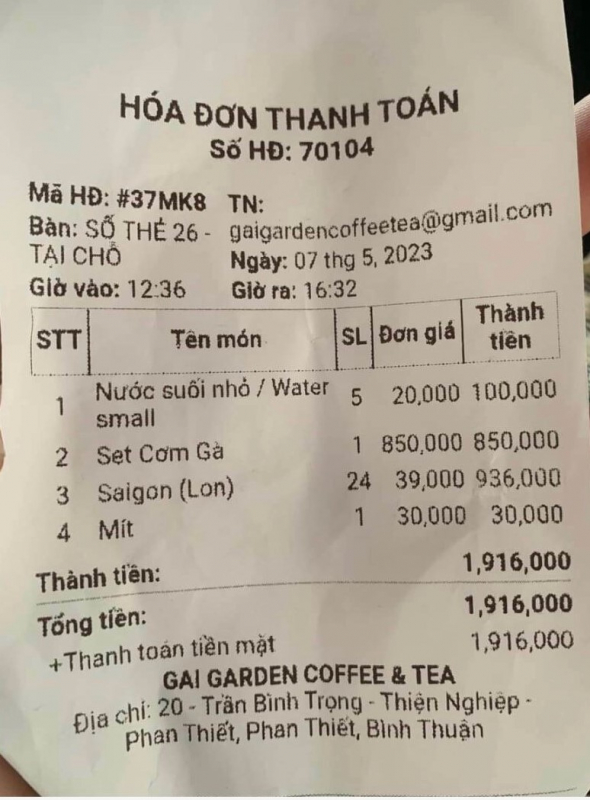 HÓA ĐƠN THANH TOÁN
Số HĐ: 70104
Mã HĐ: #37MK8 TN:
Bàn: SỐ THẺ 26 - gaigardencoffeetea@gmail.com
TẠI CHỖ Ngày: 07 thg 5, 2023
Giờ vào: 12:36 Giờ ra: 16:32
STT Tên món SL Đơn giá Thành tiền
1 Nước suối nhỏ / Water small 5 20,000 100,000
2 Set Cơm Gà 1 850,000 850,000
3 Saigon (Lon) 24 39,000 936,000
4 Mít 1 30,000 30,000
Thành tiền: 1,916,000
Tổng tiền: 1,916,000
+Thanh toán tiền mặt 1,916,000
GAI GARDEN COFFEE & TEA
Địa chỉ: 20 - Trần Bình Trọng - Thiện Nghiệp -
Phan Thiết, Phan Thiết, Bình Thuận